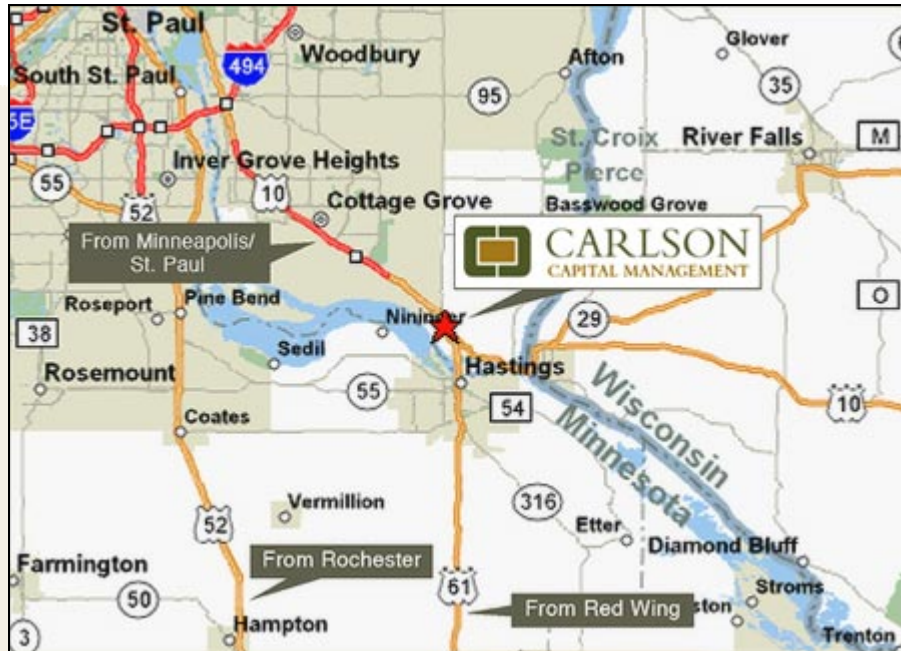 St. Paul
494
Woodbury
Glover
South St. Paul
Afton
95
35
5E
St. Croix
River Falls
M
Inver Grove Heights
Pierce
55
10
52
Cottage Grove
Basswood Grove
From Minneapolis/
St. Paul
CARLSON
CAPITAL MANAGEMENT
Roseport
Pine Bend
O
38
Nininger
29
Sedil
Hastings
Rosemount
55
54
Wisconsin
10
Coates
Minnesota
Vermillion
316
52
Etter
Diamond Bluff
From Rochester
Farmington
61
Stroms
50
From Red Wing
ston
Hampton
3
Trenton